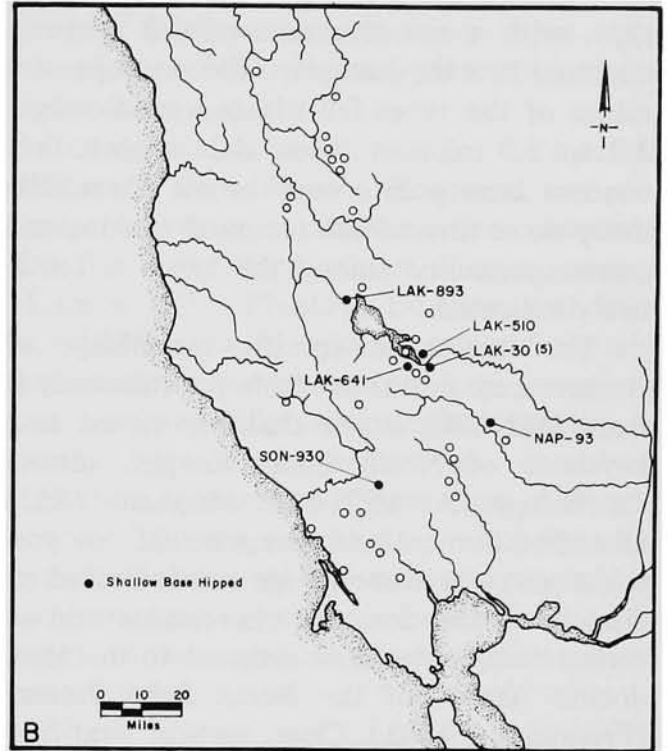 N
LAK-893
LAK-510
LAK-30 (5)
LAK-641
NAP-93
SON-930
Shallow Base Hipped
0 10 20
Miles
B